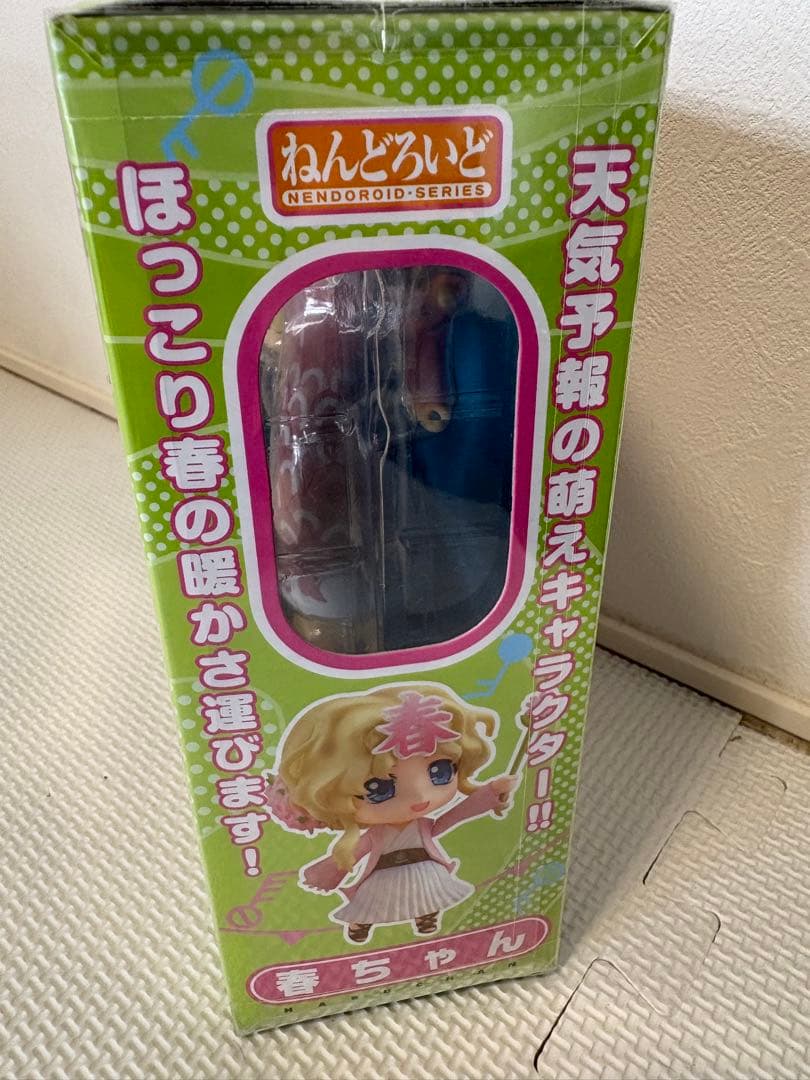 ねんどろいど
NENDOROID・SERIES
天気予報の萌えキャラクター!!
ほっこり春の暖かさ運びます!
春
春ちゃん
HARUCHAN